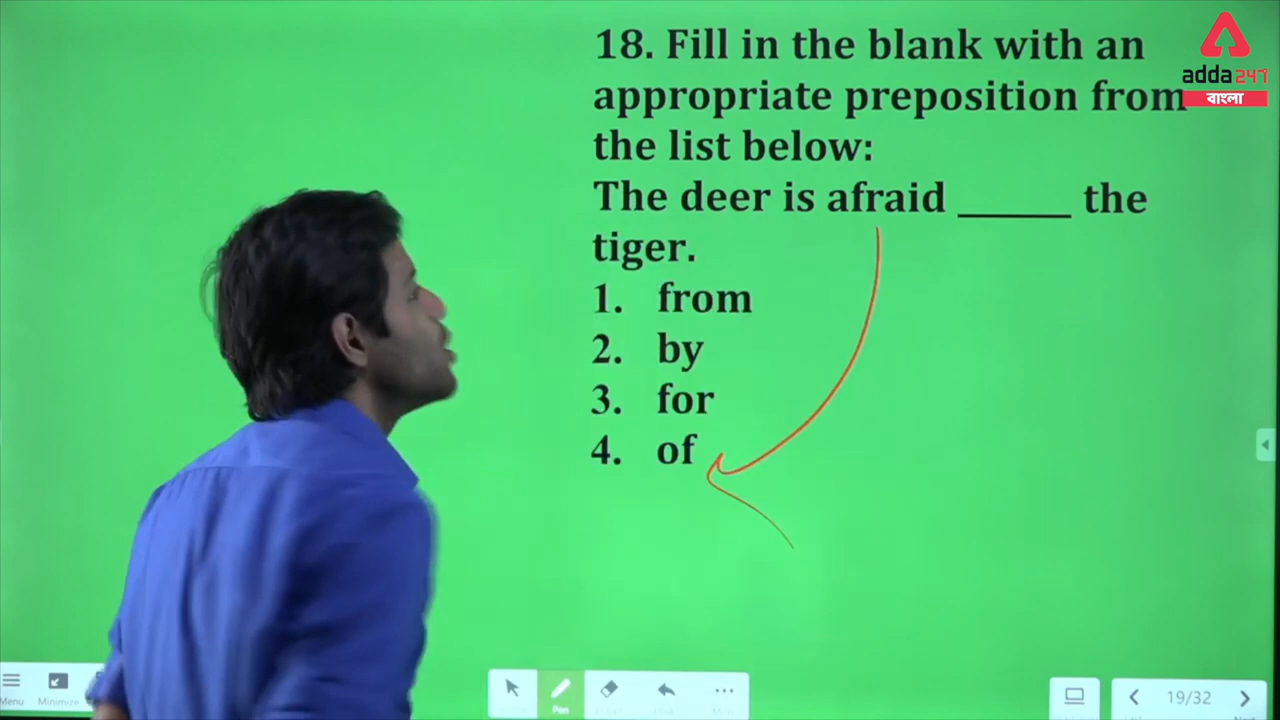 18. Fill in the blank with an
appropriate preposition from
the list below:
The deer is afraid ______ the
tiger.
1. from
2. by
3. for
4. of
adda247
বাংলা
Menu
Minimize
Pen
19/32